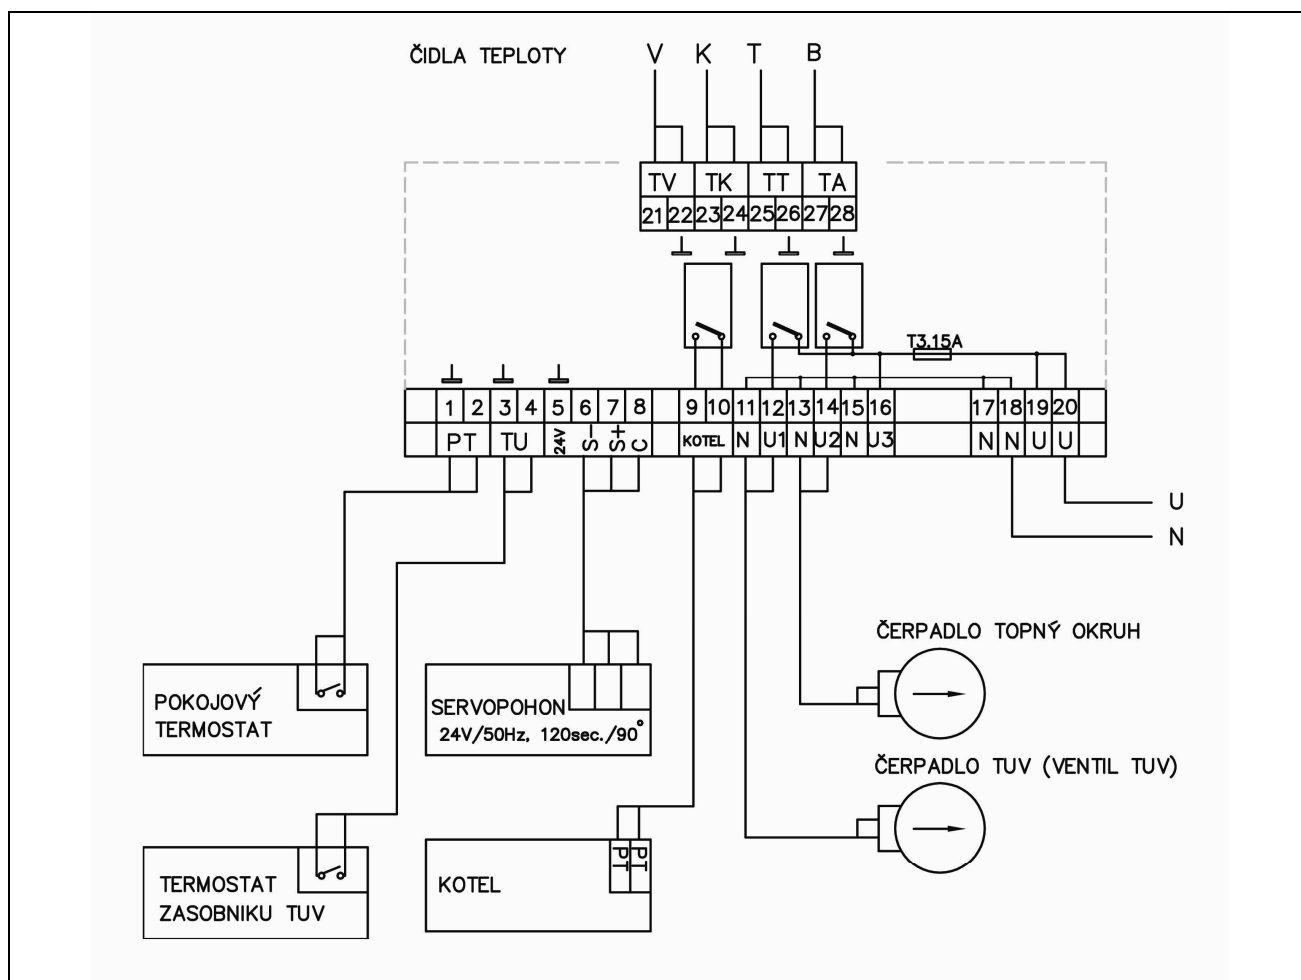 ČIDLA TEPLOTY V K T B
TV TK TT TA
21 22 23 24 25 26 27 28
T3.15A
1 2 3 4 5 6 7 8 9 10 11 12 13 14 15 16 17 18 19 20
PT TU 24V S- S+ C KOTEL N U1 N U2 N U3 N N U U
U
N
ČERPADLO TOPNÝ OKRUH
POKOJOVÝ
TERMOSTAT
SERVOPOHON
24V/50Hz, 120sec./90°
ČERPADLO TUV (VENTIL TUV)
PT PT
KOTEL
TERMOSTAT
ZASOBNIKU TUV